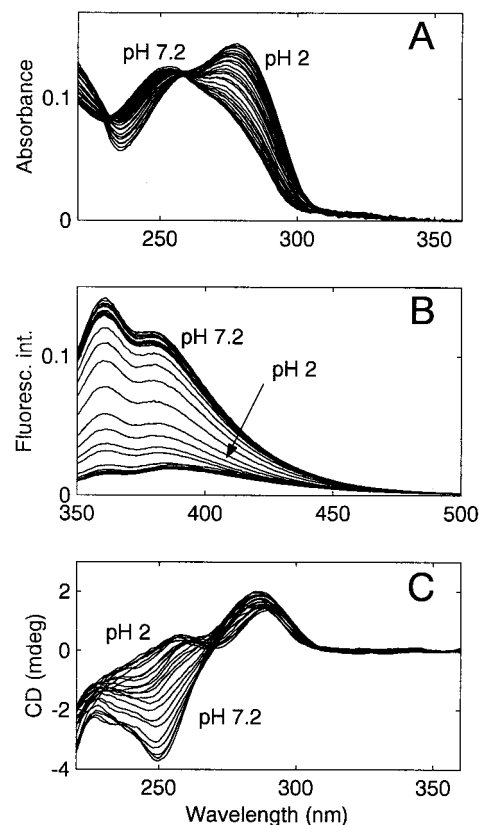 A
pH 7.2
pH 2
Absorbance
0.1
0
250 300 350
B
pH 7.2
pH 2
Fluoresc. int.
0.1
0
350 400 450 500
C
pH 2
pH 7.2
CD (mdeg)
2
0
-2
-4
250 300 350
Wavelength (nm)